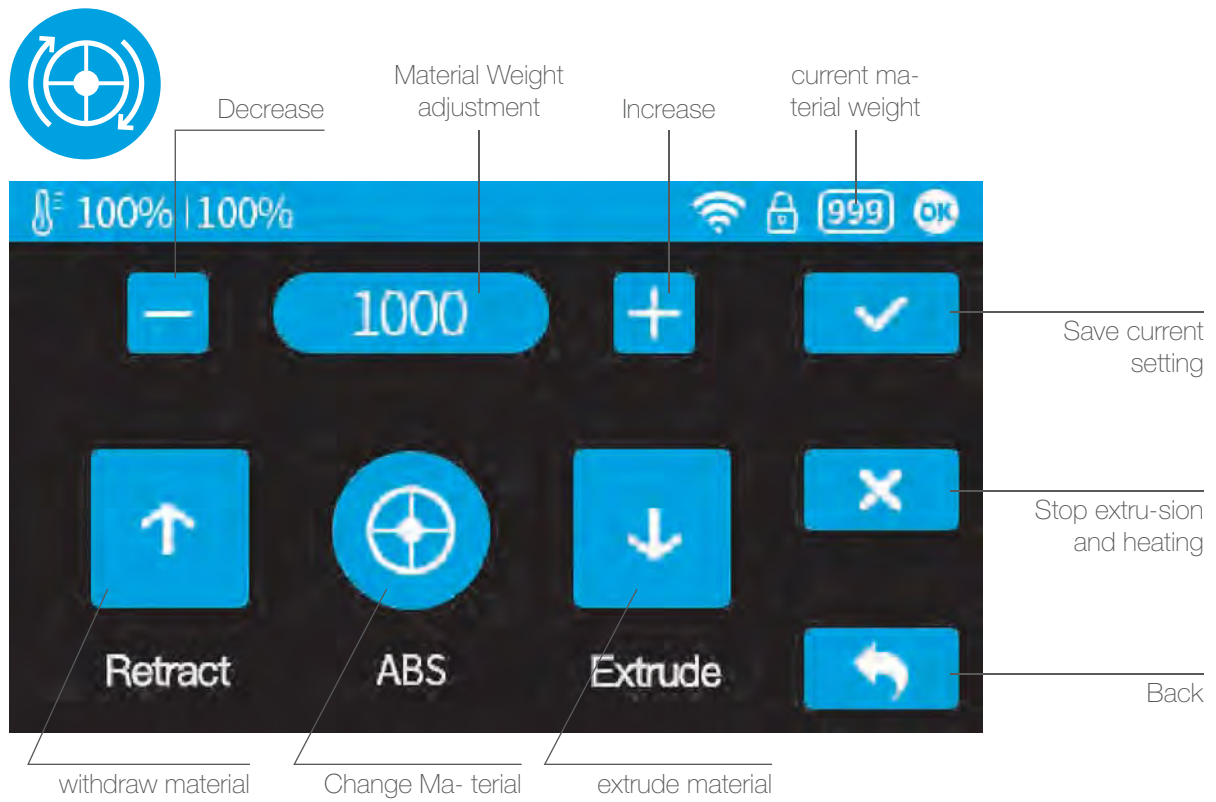 Material Weight
adjustment
current ma-
terial weight
Decrease
Increase
100% | 100%
999
OK
1000
Save current
setting
Stop extru-sion
and heating
Retract
ABS
Extrude
Back
withdraw material
Change Ma- terial
extrude material